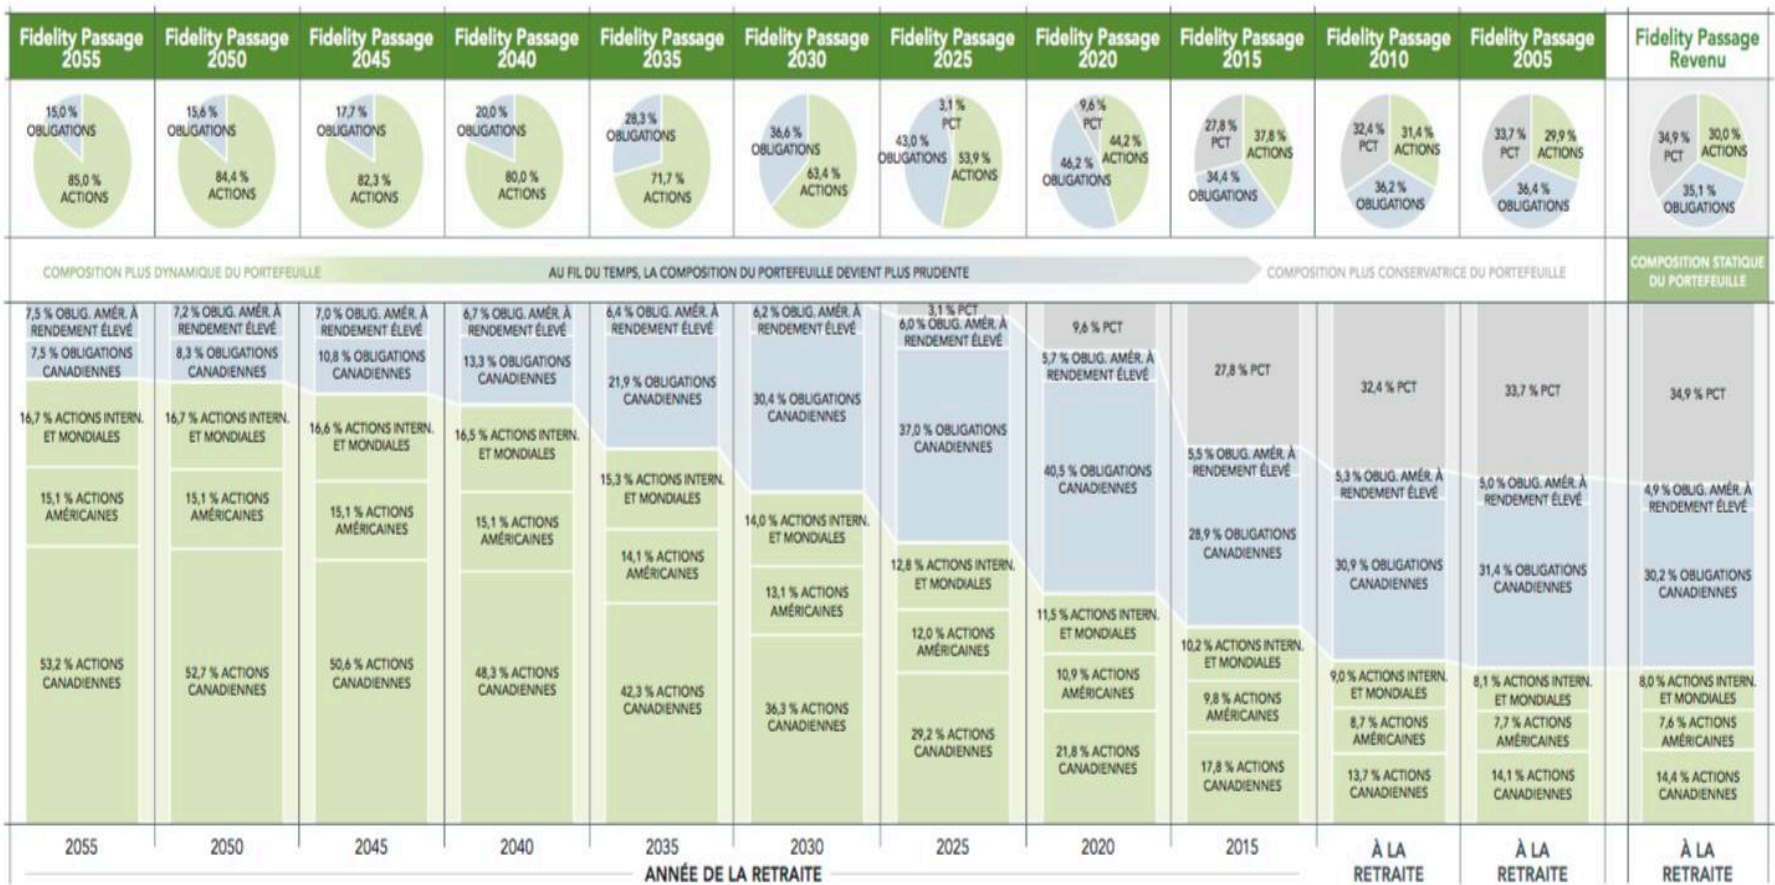 Fidelity Passage
2055
Fidelity Passage
2050
Fidelity Passage
2045
Fidelity Passage
2040
Fidelity Passage
2035
Fidelity Passage
2030
Fidelity Passage
2025
Fidelity Passage
2020
Fidelity Passage
2015
Fidelity Passage
2010
Fidelity Passage
2005
Fidelity Passage
Revenu
15,0 %
OBLIGATIONS
85,0 %
ACTIONS
15,6 %
OBLIGATIONS
84,4 %
ACTIONS
17,7 %
OBLIGATIONS
82,3 %
ACTIONS
20,0 %
OBLIGATIONS
80,0 %
ACTIONS
28,3 %
OBLIGATIONS
71,7 %
ACTIONS
36,6 %
OBLIGATIONS
63,4 %
ACTIONS
3,1 %
PCT
43,0 %
OBLIGATIONS
53,9 %
ACTIONS
9,6 %
PCT
44,2 %
ACTIONS
46,2 %
OBLIGATIONS
27,8 %
PCT
37,8 %
ACTIONS
34,4 %
OBLIGATIONS
32,4 %
PCT
31,4 %
ACTIONS
36,2 %
OBLIGATIONS
33,7 %
PCT
29,9 %
ACTIONS
36,4 %
OBLIGATIONS
34,9 %
PCT
30,0 %
ACTIONS
35,1 %
OBLIGATIONS
COMPOSITION PLUS DYNAMIQUE DU PORTEFEUILLE
AU FIL DU TEMPS, LA COMPOSITION DU PORTEFEUILLE DEVIENT PLUS PRUDENTE
COMPOSITION PLUS CONSERVATRICE DU PORTEFEUILLE
COMPOSITION STATIQUE
DU PORTEFEUILLE
7,5 % OBLIG. AMÉR. À
RENDEMENT ÉLEVÉ
7,5 % OBLIGATIONS
CANADIENNES
16,7 % ACTIONS INTERN.
ET MONDIALES
15,1 % ACTIONS
AMÉRICAINES
53,2 % ACTIONS
CANADIENNES
7,2 % OBLIG. AMÉR. À
RENDEMENT ÉLEVÉ
8,3 % OBLIGATIONS
CANADIENNES
16,7 % ACTIONS INTERN.
ET MONDIALES
15,1 % ACTIONS
AMÉRICAINES
52,7 % ACTIONS
CANADIENNES
7,0 % OBLIG. AMÉR. À
RENDEMENT ÉLEVÉ
10,8 % OBLIGATIONS
CANADIENNES
16,6 % ACTIONS INTERN.
ET MONDIALES
15,1 % ACTIONS
AMÉRICAINES
50,6 % ACTIONS
CANADIENNES
6,7 % OBLIG. AMÉR. À
RENDEMENT ÉLEVÉ
13,3 % OBLIGATIONS
CANADIENNES
16,5 % ACTIONS INTERN.
ET MONDIALES
15,1 % ACTIONS
AMÉRICAINES
48,3 % ACTIONS
CANADIENNES
6,4 % OBLIG. AMÉR. À
RENDEMENT ÉLEVÉ
21,9 % OBLIGATIONS
CANADIENNES
15,3 % ACTIONS INTERN.
ET MONDIALES
14,1 % ACTIONS
AMÉRICAINES
42,3 % ACTIONS
CANADIENNES
6,2 % OBLIG. AMÉR. À
RENDEMENT ÉLEVÉ
30,4 % OBLIGATIONS
CANADIENNES
14,0 % ACTIONS INTERN.
ET MONDIALES
13,1 % ACTIONS
AMÉRICAINES
36,3 % ACTIONS
CANADIENNES
3,1 % PCT
6,0 % OBLIG. AMÉR. À
RENDEMENT ÉLEVÉ
37,0 % OBLIGATIONS
CANADIENNES
12,8 % ACTIONS INTERN.
ET MONDIALES
12,0 % ACTIONS
AMÉRICAINES
29,2 % ACTIONS
CANADIENNES
9,6 % PCT
5,7 % OBLIG. AMÉR. À
RENDEMENT ÉLEVÉ
40,5 % OBLIGATIONS
CANADIENNES
11,5 % ACTIONS INTERN.
ET MONDIALES
10,9 % ACTIONS
AMÉRICAINES
21,8 % ACTIONS
CANADIENNES
27,8 % PCT
5,5 % OBLIG. AMÉR. À
RENDEMENT ÉLEVÉ
28,9 % OBLIGATIONS
CANADIENNES
10,2 % ACTIONS INTERN.
ET MONDIALES
9,8 % ACTIONS
AMÉRICAINES
17,8 % ACTIONS
CANADIENNES
32,4 % PCT
5,3 % OBLIG. AMÉR. À
RENDEMENT ÉLEVÉ
30,9 % OBLIGATIONS
CANADIENNES
9,0 % ACTIONS INTERN.
ET MONDIALES
8,7 % ACTIONS
AMÉRICAINES
13,7 % ACTIONS
CANADIENNES
33,7 % PCT
5,0 % OBLIG. AMÉR. À
RENDEMENT ÉLEVÉ
31,4 % OBLIGATIONS
CANADIENNES
8,1 % ACTIONS INTERN.
ET MONDIALES
7,7 % ACTIONS
AMÉRICAINES
14,1 % ACTIONS
CANADIENNES
34,9 % PCT
4,9 % OBLIG. AMÉR. À
RENDEMENT ÉLEVÉ
30,2 % OBLIGATIONS
CANADIENNES
8,0 % ACTIONS INTERN.
ET MONDIALES
7,6 % ACTIONS
AMÉRICAINES
14,4 % ACTIONS
CANADIENNES
2055
2050
2045
2040
2035
2030
2025
2020
2015
À LA
RETRAITE
À LA
RETRAITE
À LA
RETRAITE
ANNÉE DE LA RETRAITE